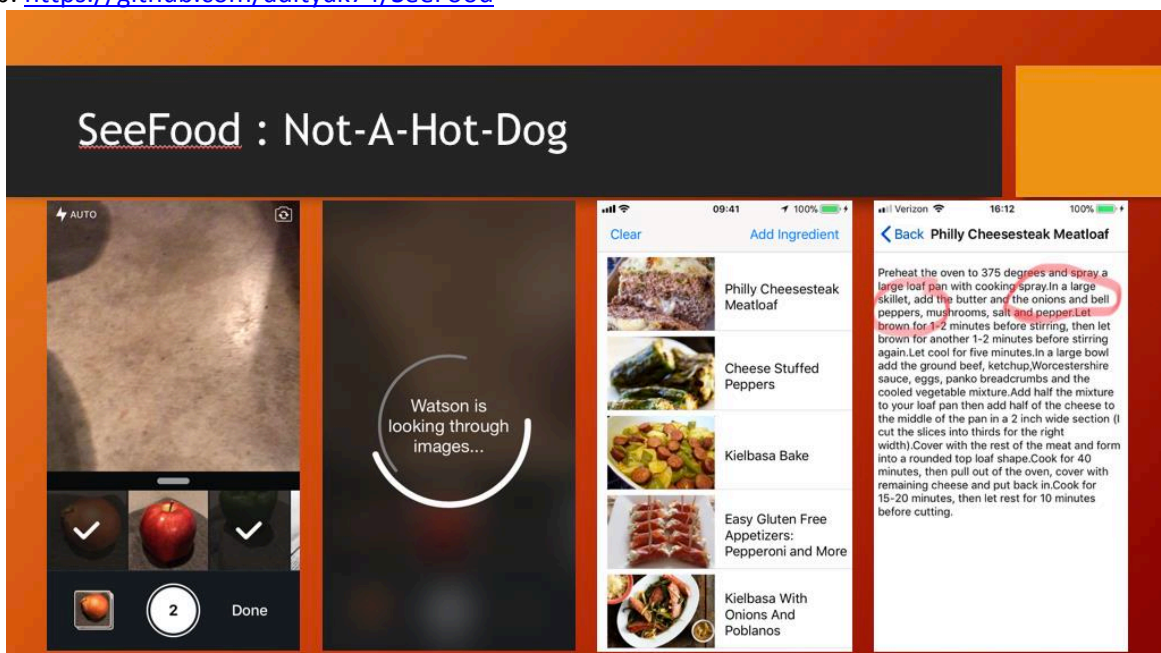 SeeFood : Not-A-Hot-Dog
AUTO
2
Done
Watson is
looking through
images...
09:41
100%
Clear
Add Ingredient
Philly Cheesesteak
Meatloaf
Cheese Stuffed
Peppers
Kielbasa Bake
Easy Gluten Free
Appetizers:
Pepperoni and More
Kielbasa With
Onions And
Poblanos
Verizon
16:12
100%
Back Philly Cheesesteak Meatloaf
Preheat the oven to 375 degrees and spray a
large loaf pan with cooking spray.In a large
skillet, add the butter and the onions and bell
peppers, mushrooms, salt and pepper.Let
brown for 1-2 minutes before stirring, then let
brown for another 1-2 minutes before stirring
again.Let cool for five minutes.In a large bowl
add the ground beef, ketchup,Worcestershire
sauce, eggs, panko breadcrumbs and the
cooled vegetable mixture.Add half the mixture
to your loaf pan then add half of the cheese to
the middle of the pan in a 2 inch wide section (I
cut the slices into thirds for the right
width).Cover with the rest of the meat and form
into a rounded top loaf shape.Cook for 40
minutes, then pull out of the oven, cover with
remaining cheese and put back in.Cook for
15-20 minutes, then let rest for 10 minutes
before cutting.